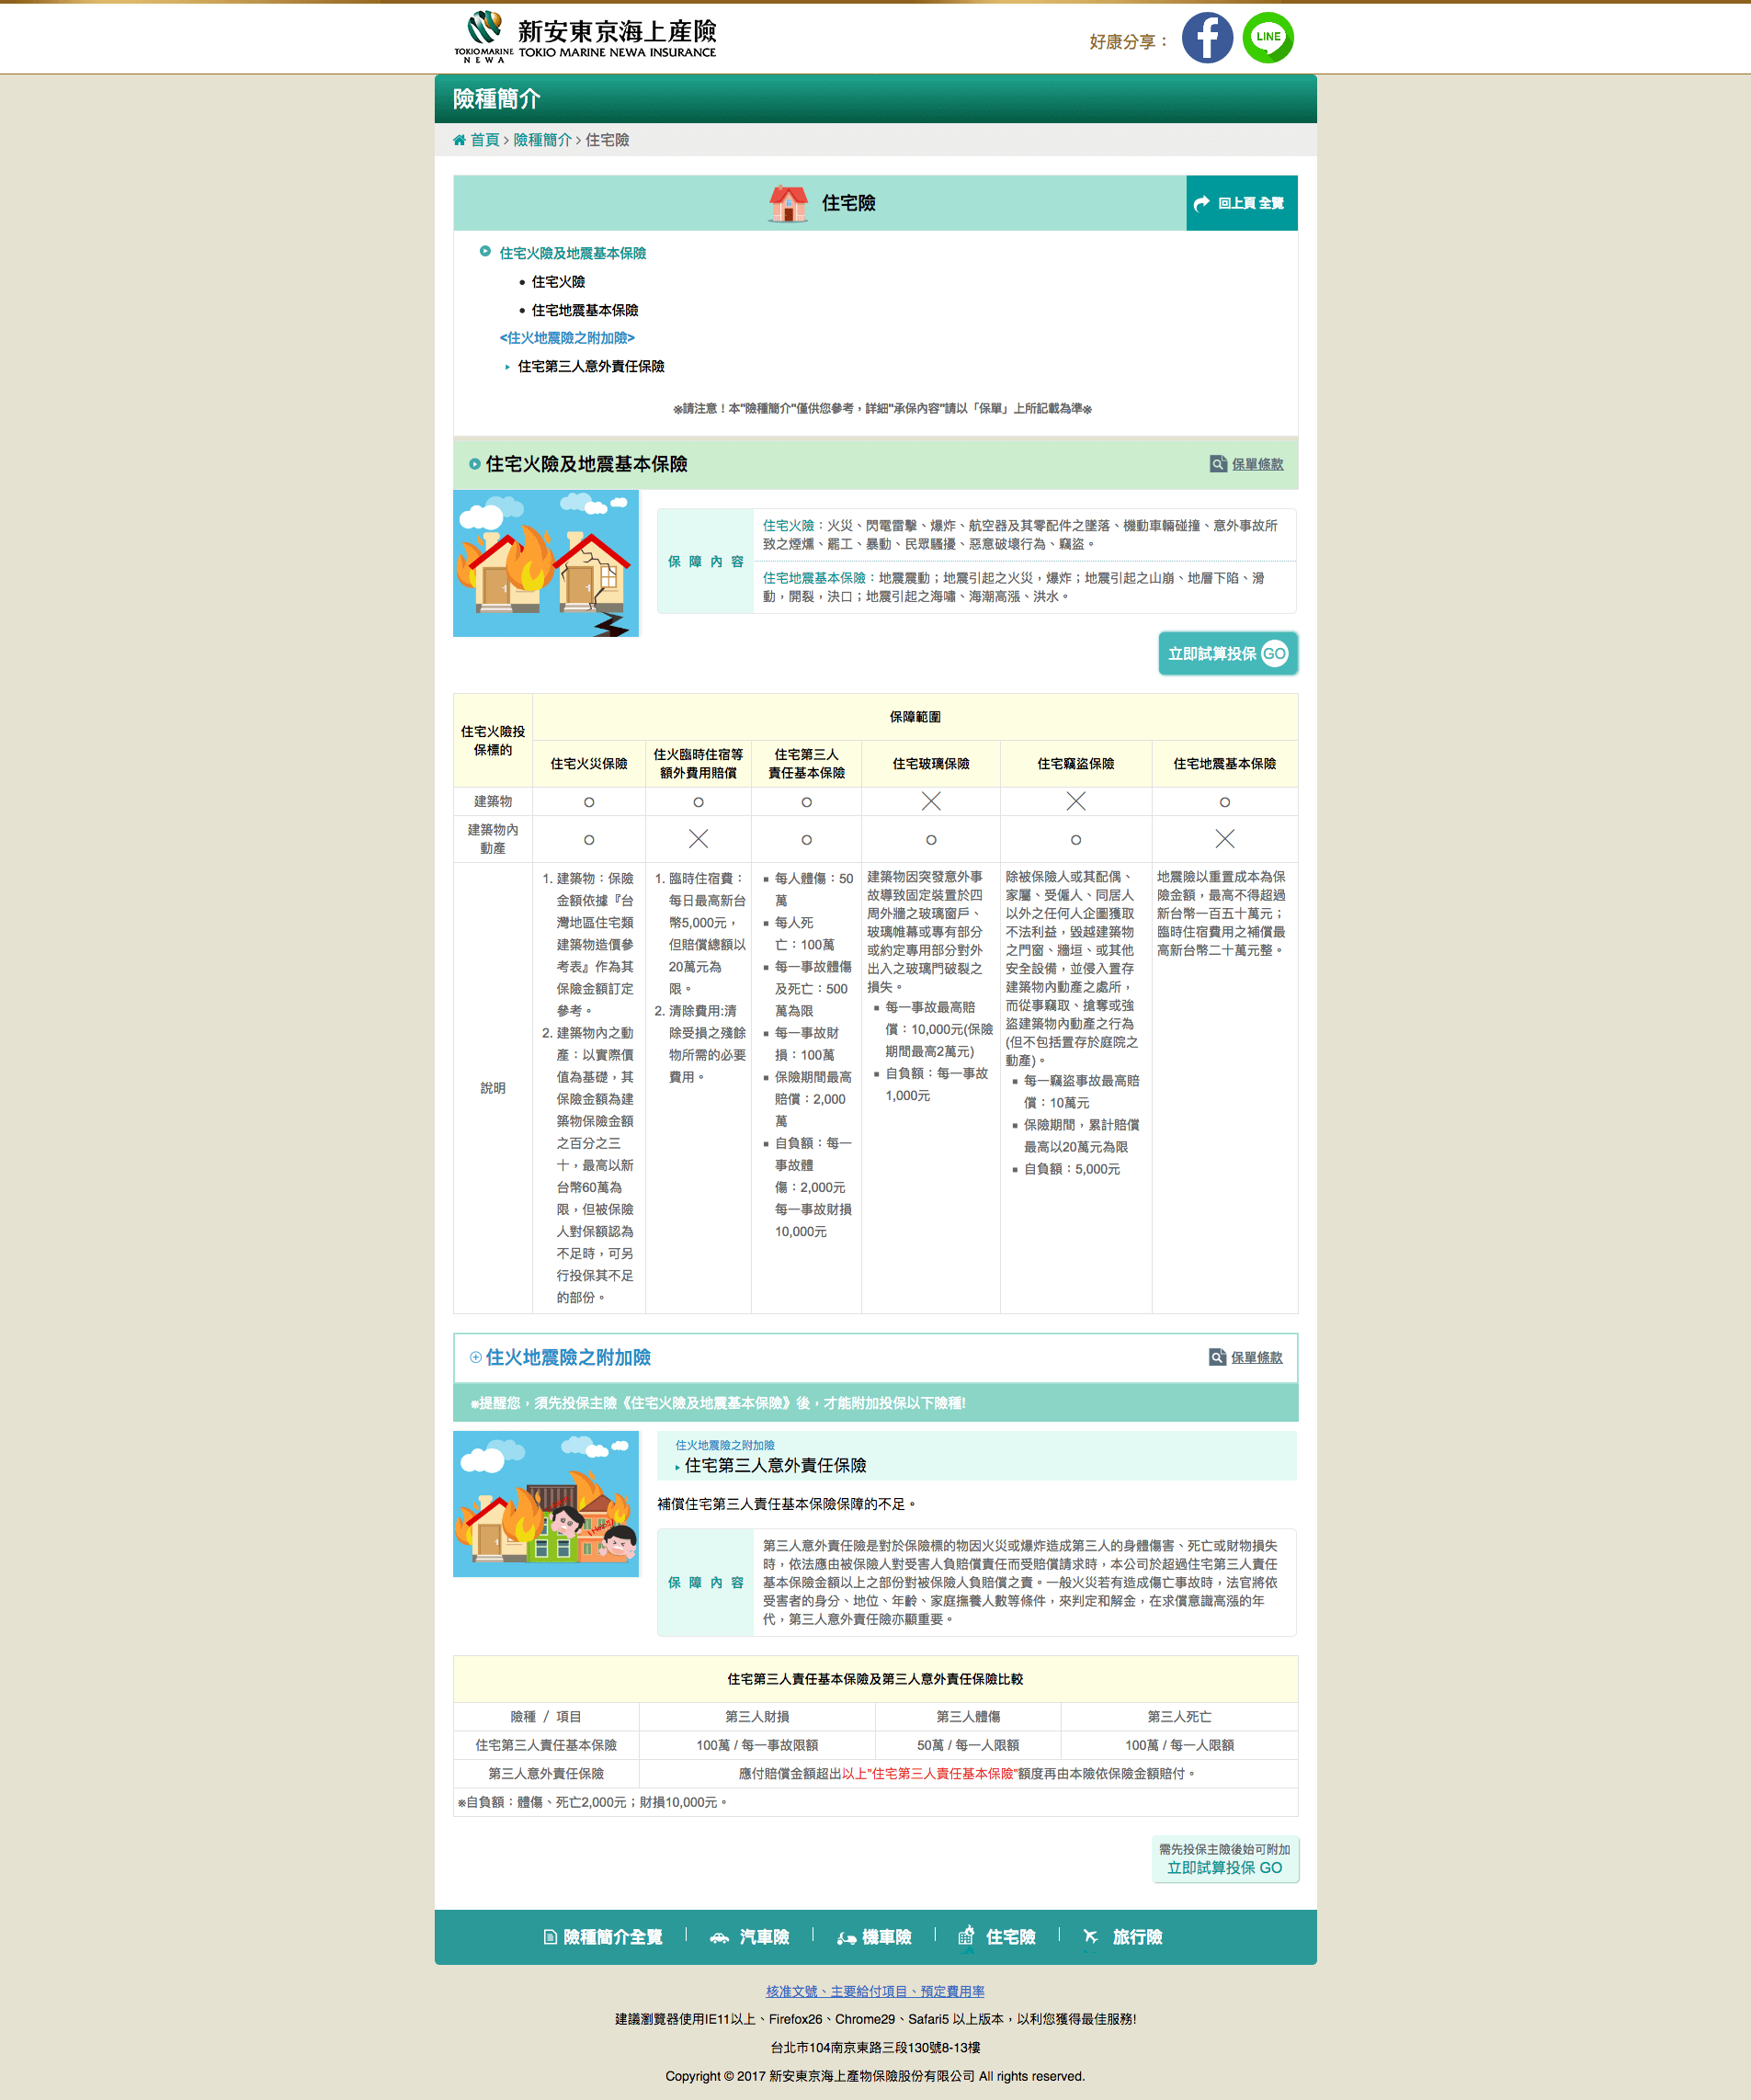 新安東京海上産險
TOKIO MARINE
NEWA
TOKIO MARINE NEWA INSURANCE
好康分享：
LINE
險種簡介
首頁 > 險種簡介 > 住宅險
住宅險
回上頁 全覽
住宅火險及地震基本保險
住宅火險
住宅地震基本保險
<住火地震險之附加險>
住宅第三人意外責任保險
※請注意！本"險種簡介"僅供您參考，詳細"承保內容"請以「保單」上所記載為準※
住宅火險及地震基本保險
保單條款
保障內容
住宅火險：火災、閃電雷擊、爆炸、航空器及其零配件之墜落、機動車輛碰撞、意外事故所
致之煙燻、罷工、暴動、民眾騷擾、惡意破壞行為、竊盜。
住宅地震基本保險：地震震動；地震引起之火災，爆炸；地震引起之山崩、地層下陷、滑
動，開裂，決口；地震引起之海嘯、海潮高漲、洪水。
立即試算投保 GO
住宅火險投
保標的
保障範圍
住宅火災保險
住火臨時住宿等
額外費用賠償
住宅第三人
責任基本保險
住宅玻璃保險
住宅竊盜保險
住宅地震基本保險
建築物
○ ○ ○ ╳ ╳ ○
建築物內
動產
○ ╳ ○ ○ ○ ╳
說明
1. 建築物：保險
金額依據『台
灣地區住宅類
建築物造價參
考表』作為其
保險金額訂定
參考。
2. 建築物內之動
產：以實際價
值為基礎，其
保險金額為建
築物保險金額
之百分之三
十，最高以新
台幣60萬為
限，但被保險
人對保額認為
不足時，可另
行投保其不足
的部份。
1. 臨時住宿費：
每日最高新台
幣5,000元，
但賠償總額以
20萬元為
限。
2. 清除費用:清
除受損之殘餘
物所需的必要
費用。
每人體傷：50
萬
每人死
亡：100萬
每一事故體傷
及死亡：500
萬為限
每一事故財
損：100萬
保險期間最高
賠償：2,000
萬
自負額：每一
事故體
傷：2,000元
每一事故財損
10,000元
建築物因突發意外事
故導致固定裝置於四
周外牆之玻璃窗戶、
玻璃帷幕或專有部分
或約定專用部分對外
出入之玻璃門破裂之
損失。
每一事故最高賠
償：10,000元(保險
期間最高2萬元)
自負額：每一事故
1,000元
除被保險人或其配偶、
家屬、受僱人、同居人
以外之任何人企圖獲取
不法利益，毀越建築物
之門窗、牆垣、或其他
安全設備，並侵入置存
建築物內動產之處所，
而從事竊取、搶奪或強
盜建築物內動產之行為
(但不包括置存於庭院之
動產)。
每一竊盜事故最高賠
償：10萬元
保險期間，累計賠償
最高以20萬元為限
自負額：5,000元
地震險以重置成本為保
險金額，最高不得超過
新台幣一百五十萬元；
臨時住宿費用之補償最
高新台幣二十萬元整。
住火地震險之附加險
保單條款
※提醒您，須先投保主險《住宅火險及地震基本保險》後，才能附加投保以下險種!
住火地震險之附加險
住宅第三人意外責任保險
補償住宅第三人責任基本保險保障的不足。
保障內容
第三人意外責任險是對於保險標的物因火災或爆炸造成第三人的身體傷害、死亡或財物損失
時，依法應由被保險人對受害人負賠償責任而受賠償請求時，本公司於超過住宅第三人責任
基本保險金額以上之部份對被保險人負賠償之責。一般火災若有造成傷亡事故時，法官將依
受害者的身分、地位、年齡、家庭撫養人數等條件，來判定和解金，在求償意識高漲的年
代，第三人意外責任險亦顯重要。
住宅第三人責任基本保險及第三人意外責任保險比較
險種 / 項目 第三人財損 第三人體傷 第三人死亡
住宅第三人責任基本保險 100萬 / 每一事故限額 50萬 / 每一人限額 100萬 / 每一人限額
第三人意外責任保險 應付賠償金額超出以上"住宅第三人責任基本保險"額度再由本險依保險金額賠付。
※自負額：體傷、死亡2,000元；財損10,000元。
需先投保主險後始可附加
立即試算投保 GO
險種簡介全覽 汽車險 機車險 住宅險 旅行險
核准文號、主要給付項目、預定費用率
建議瀏覽器使用IE11以上、Firefox26、Chrome29、Safari5 以上版本，以利您獲得最佳服務!
台北市104南京東路三段130號8-13樓
Copyright © 2017 新安東京海上產物保險股份有限公司 All rights reserved.